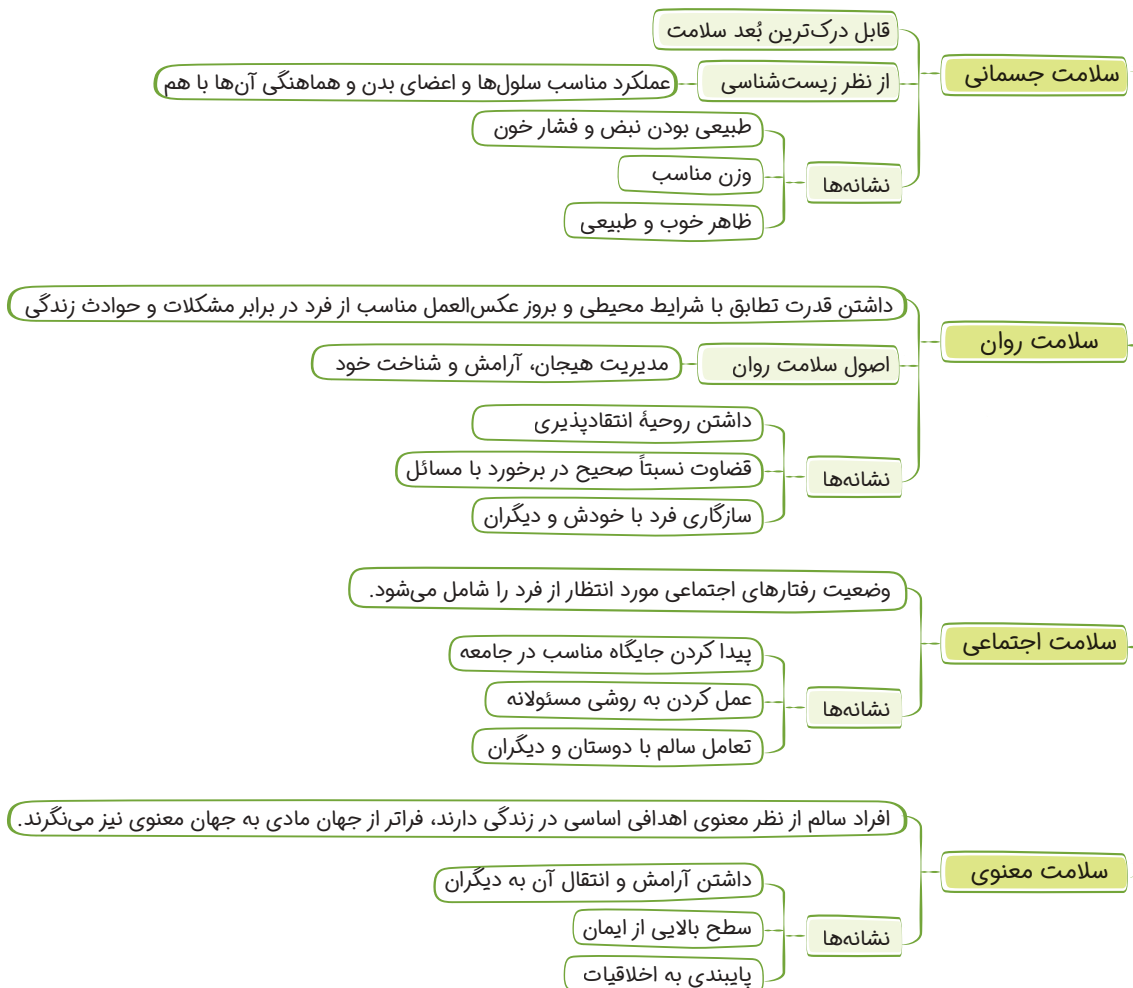 سلامت جسمانی
قابل درک‌ترین بُعد سلامت
از نظر زیست‌شناسی
عملکرد مناسب سلول‌ها و اعضای بدن و هماهنگی آن‌ها با هم
نشانه‌ها
طبیعی بودن نبض و فشار خون
وزن مناسب
ظاهر خوب و طبیعی
سلامت روان
داشتن قدرت تطابق با شرایط محیطی و بروز عکس‌العمل مناسب از فرد در برابر مشکلات و حوادث زندگی
اصول سلامت روان
مدیریت هیجان، آرامش و شناخت خود
نشانه‌ها
داشتن روحیهٔ انتقادپذیری
قضاوت نسبتاً صحیح در برخورد با مسائل
سازگاری فرد با خودش و دیگران
سلامت اجتماعی
وضعیت رفتارهای اجتماعی مورد انتظار از فرد را شامل می‌شود.
نشانه‌ها
پیدا کردن جایگاه مناسب در جامعه
عمل کردن به روشی مسئولانه
تعامل سالم با دوستان و دیگران
سلامت معنوی
افراد سالم از نظر معنوی اهدافی اساسی در زندگی دارند، فراتر از جهان مادی به جهان معنوی نیز می‌نگرند.
نشانه‌ها
داشتن آرامش و انتقال آن به دیگران
سطح بالایی از ایمان
پایبندی به اخلاقیات